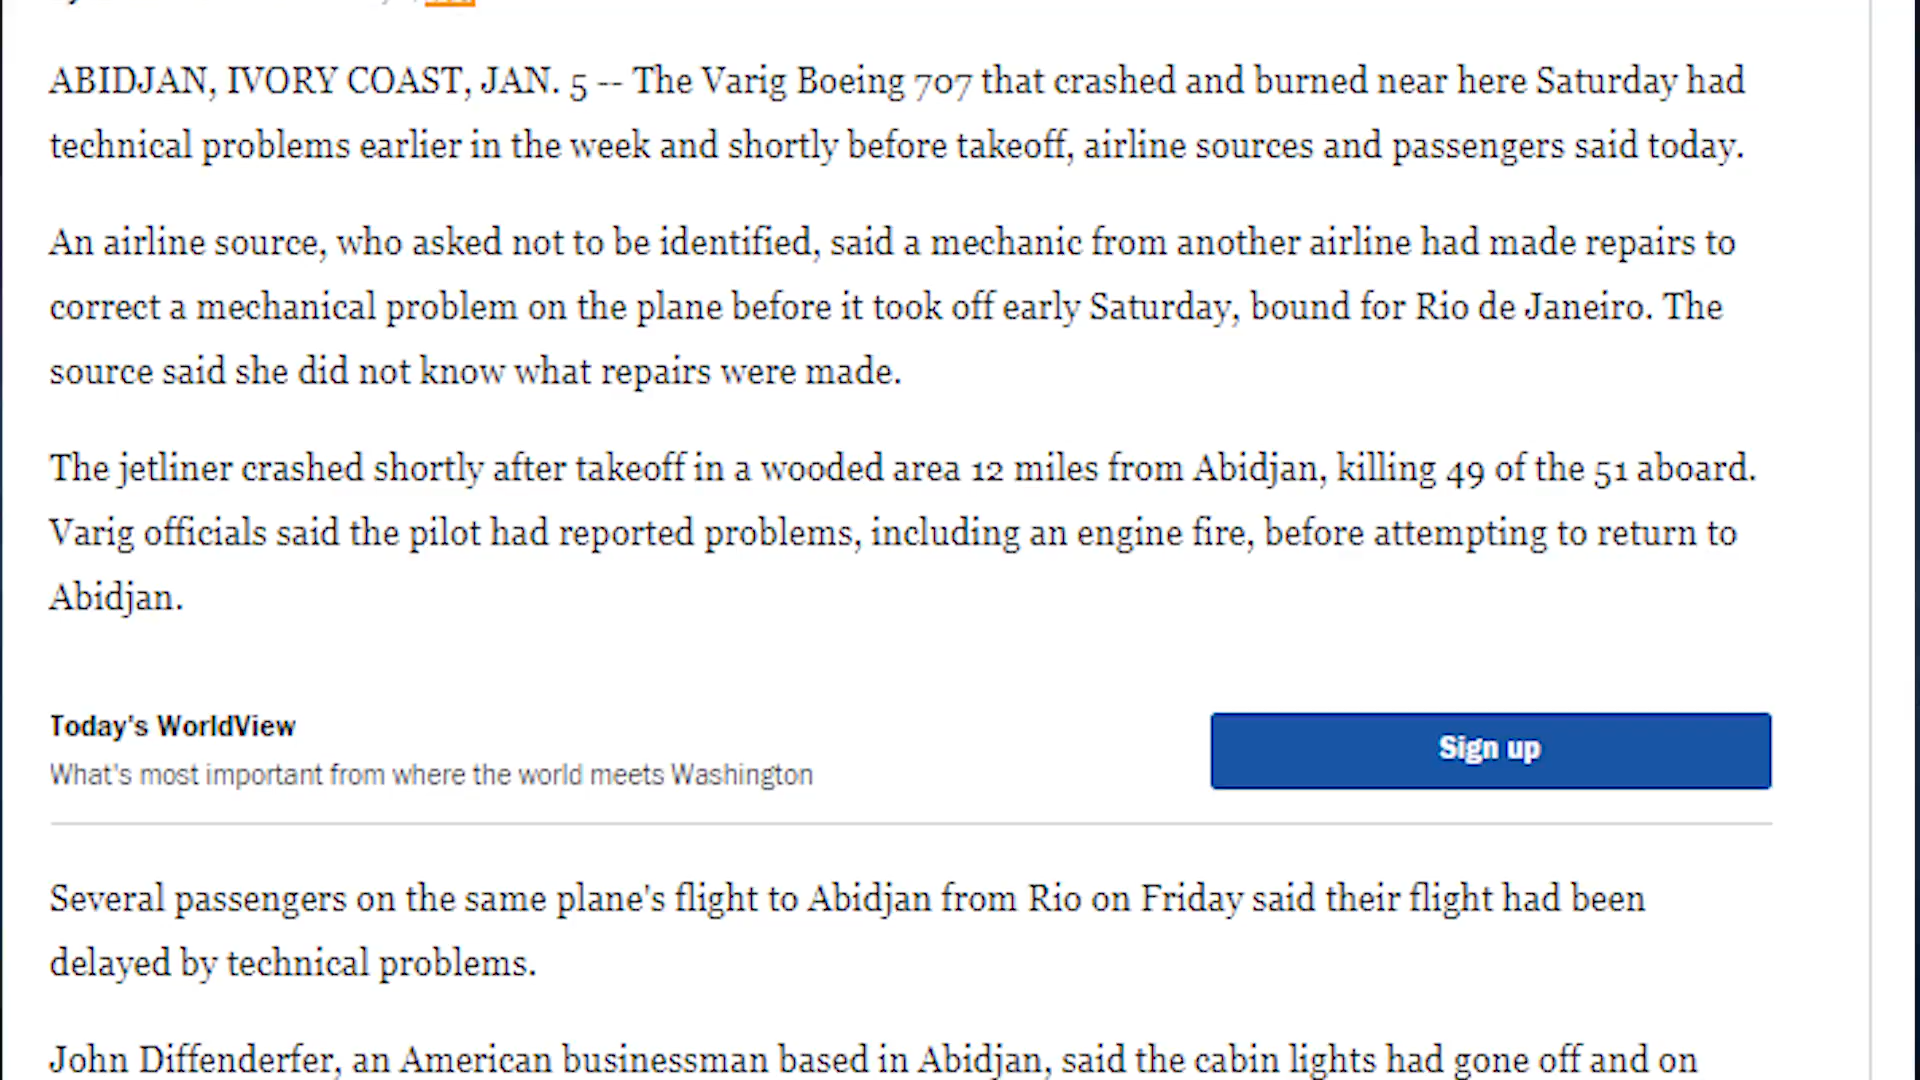 ABIDJAN, IVORY COAST, JAN. 5 -- The Varig Boeing 707 that crashed and burned near here Saturday had
technical problems earlier in the week and shortly before takeoff, airline sources and passengers said today.
An airline source, who asked not to be identified, said a mechanic from another airline had made repairs to
correct a mechanical problem on the plane before it took off early Saturday, bound for Rio de Janeiro. The
source said she did not know what repairs were made.
The jetliner crashed shortly after takeoff in a wooded area 12 miles from Abidjan, killing 49 of the 51 aboard.
Varig officials said the pilot had reported problems, including an engine fire, before attempting to return to
Abidjan.
Today's WorldView
What's most important from where the world meets Washington
Sign up
Several passengers on the same plane's flight to Abidjan from Rio on Friday said their flight had been
delayed by technical problems.
John Diffenderfer, an American businessman based in Abidjan, said the cabin lights had gone off and on